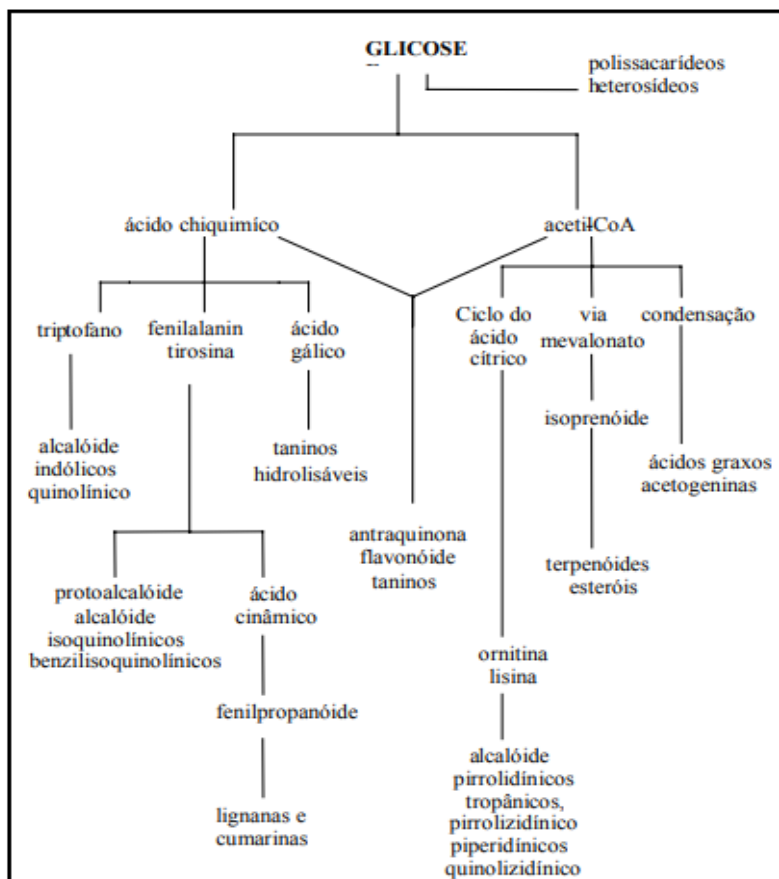 GLICOSE
polissacarídeos
heterosídeos
ácido chiquimíco
acetil-CoA
triptofano
fenilalanin
tirosina
ácido
gálico
Ciclo do
ácido
cítrico
via
mevalonato
condensação
alcalóide
indólicos
quinolínico
taninos
hidrolisáveis
isoprenóide
ácidos graxos
acetogeninas
antraquinona
flavonóide
taninos
terpenóides
esteróis
protoalcalóide
alcalóide
isoquinolínicos
benzilisoquinolínicos
ácido
cinâmico
ornitina
lisina
fenilpropanóide
alcalóide
pirrolidínicos
tropânicos,
pirrolizidínico
piperidínicos
quinolizidínico
lignanas e
cumarinas